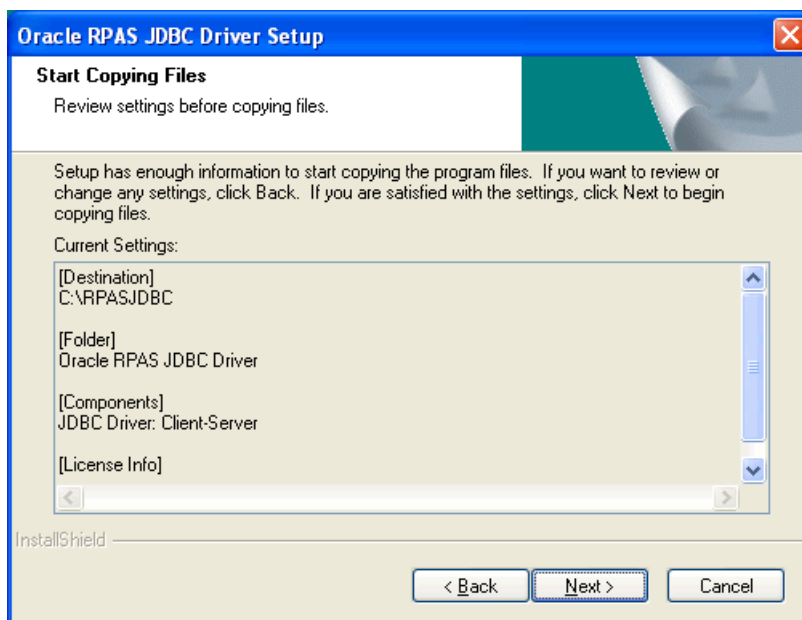 Oracle RPAS JDBC Driver Setup
Start Copying Files
Review settings before copying files.
Setup has enough information to start copying the program files. If you want to review or
change any settings, click Back. If you are satisfied with the settings, click Next to begin
copying files.
Current Settings:
[Destination]
C:\RPASJDBC
[Folder]
Oracle RPAS JDBC Driver
[Components]
JDBC Driver: Client-Server
[License Info]
InstallShield
< Back
Next >
Cancel